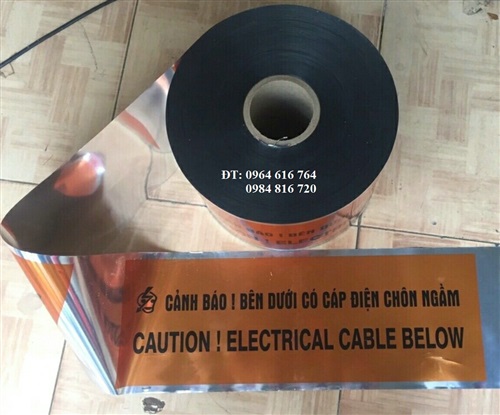 ĐT: 0964 616 764
0984 816 720
CẢNH BÁO ! BÊN DƯỚI CÓ CÁP ĐIỆN CHÔN NGẦM
CAUTION ! ELECTRICAL CABLE BELOW